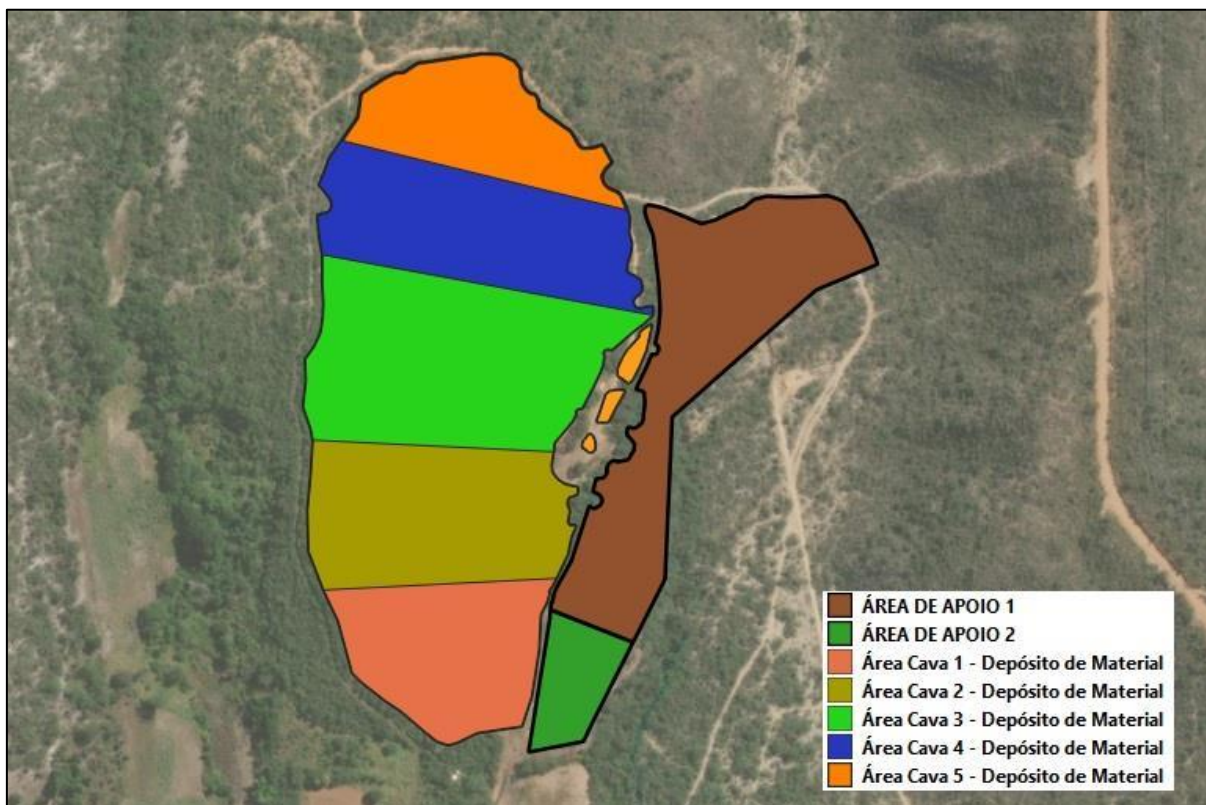 ÁREA DE APOIO 1
ÁREA DE APOIO 2
Área Cava 1 - Depósito de Material
Área Cava 2 - Depósito de Material
Área Cava 3 - Depósito de Material
Área Cava 4 - Depósito de Material
Área Cava 5 - Depósito de Material